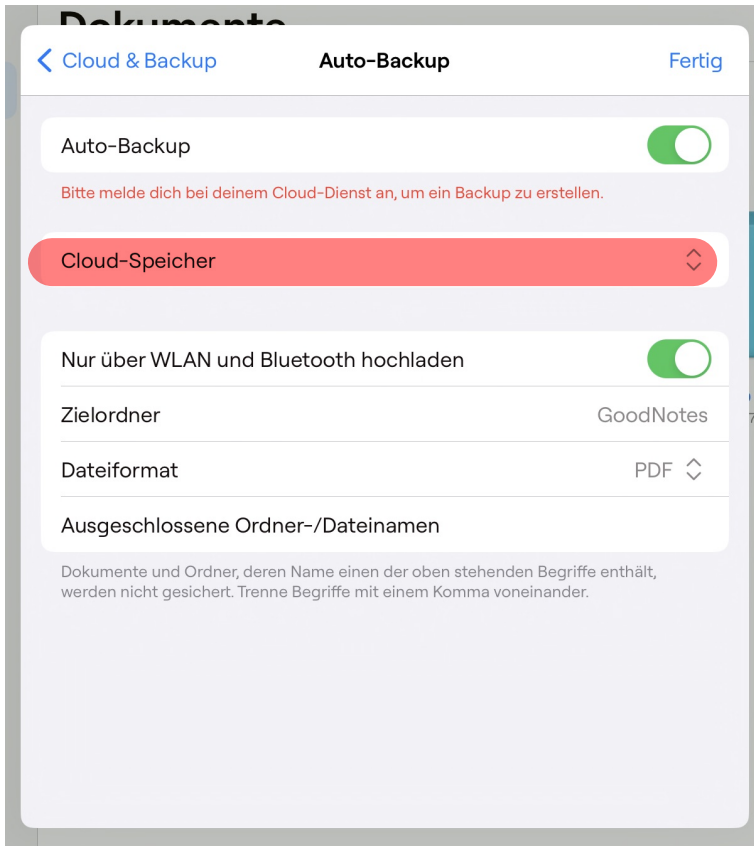 Dokumente
Cloud & Backup
Auto-Backup
Fertig
Auto-Backup
Bitte melde dich bei deinem Cloud-Dienst an, um ein Backup zu erstellen.
Cloud-Speicher
Nur über WLAN und Bluetooth hochladen
Zielordner
GoodNotes
Dateiformat
PDF
Ausgeschlossene Ordner-/Dateinamen
Dokumente und Ordner, deren Name einen der oben stehenden Begriffe enthält,
werden nicht gesichert. Trenne Begriffe mit einem Komma voneinander.